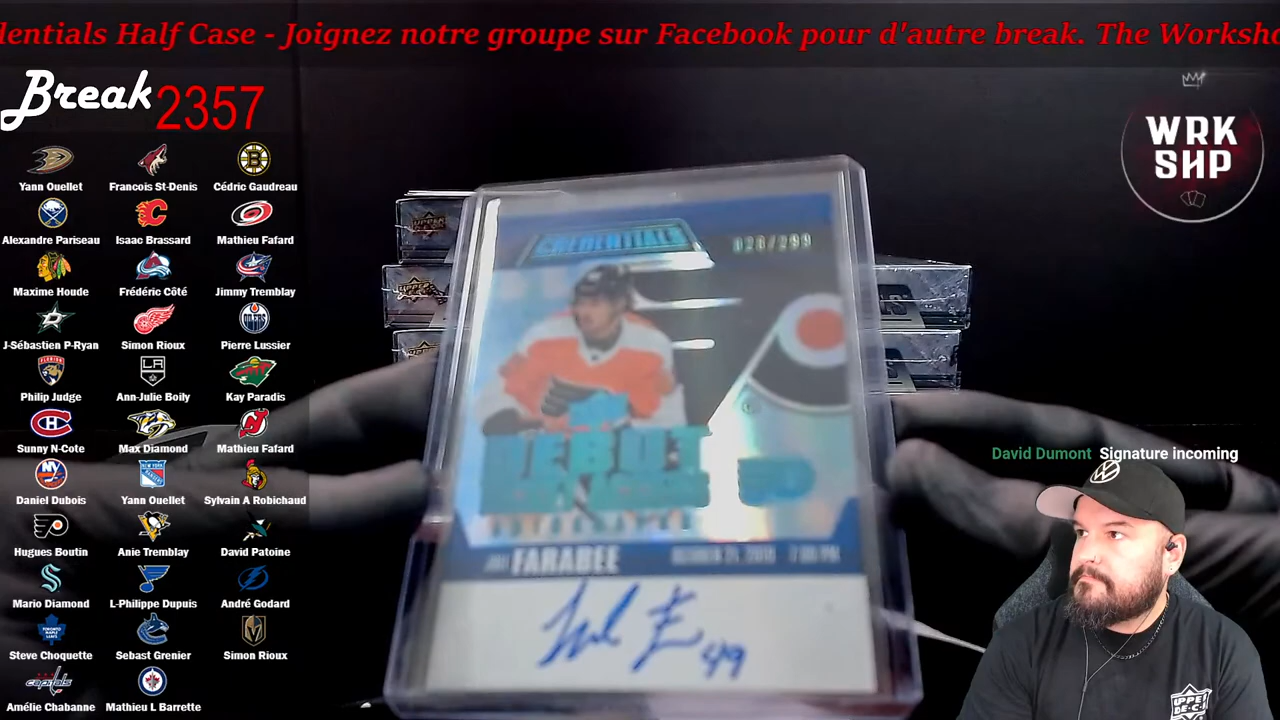 dentials Half Case - Joignez notre groupe sur Facebook pour d'autre break. The Worksho
Break 2357
WRK
SHP
Yann Ouellet Francois St-Denis Cédric Gaudreau
Alexandre Pariseau Isaac Brassard Mathieu Fafard
Maxime Houde Frédéric Côté Jimmy Tremblay
J-Sébastien P-Ryan Simon Rioux Pierre Lussier
Philip Judge Ann-Julie Boily Kay Paradis
Sunny N-Cote Max Diamond Mathieu Fafard
Daniel Dubois Yann Ouellet Sylvain A Robichaud
Hugues Boutin Anie Tremblay David Patoine
Mario Diamond L-Philippe Dupuis André Godard
Steve Choquette Sebast Grenier Simon Rioux
Amélie Chabanne Mathieu L Barrette
CREDENTIALS
DEBUT
FARABEE
49
David Dumont Signature incoming